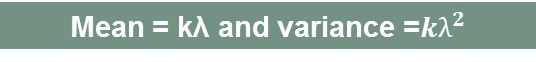 Mean = kλ and variance =kλ²